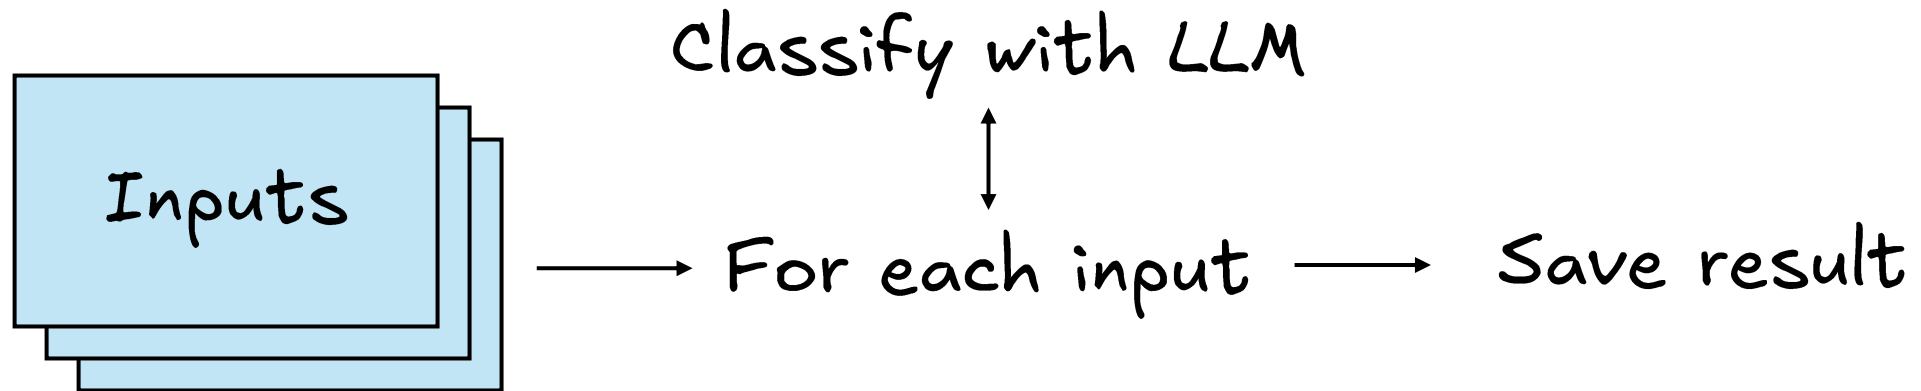 Classify with LLM
Inputs
For each input
Save result